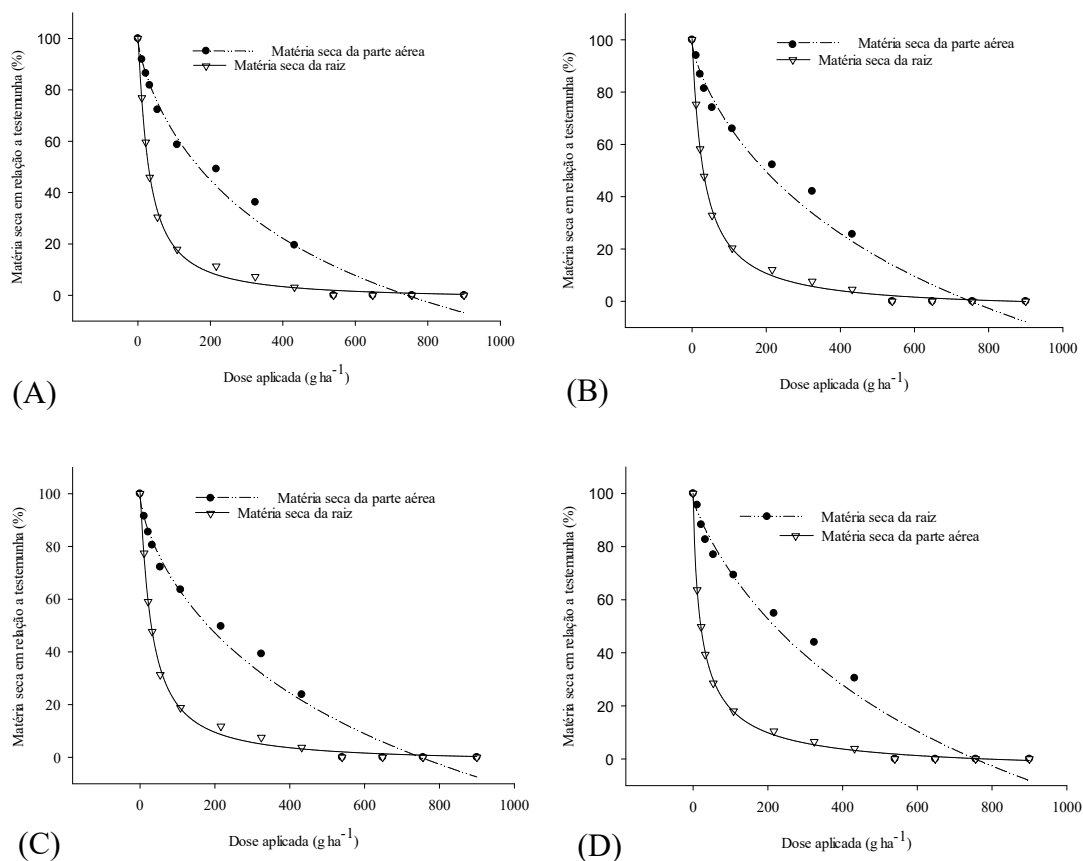 Matéria seca em relação a testemunha (%)
100
80
60
40
20
0
Matéria seca da parte aérea
Matéria seca da raiz
0 200 400 600 800 1000
Dose aplicada (g ha-1)
(A)
Matéria seca em relação a testemunha (%)
100
80
60
40
20
0
Matéria seca da parte aérea
Matéria seca da raiz
0 200 400 600 800 1000
Dose aplicada (g ha-1)
(B)
Matéria seca em relação a testemunha (%)
100
80
60
40
20
0
Matéria seca da parte aérea
Matéria seca da raiz
0 200 400 600 800 1000
Dose aplicada (g ha-1)
(C)
Matéria seca em relação a testemunha (%)
100
80
60
40
20
0
Matéria seca da raiz
Matéria seca da parte aérea
0 200 400 600 800 1000
Dose aplicada (g ha-1)
(D)